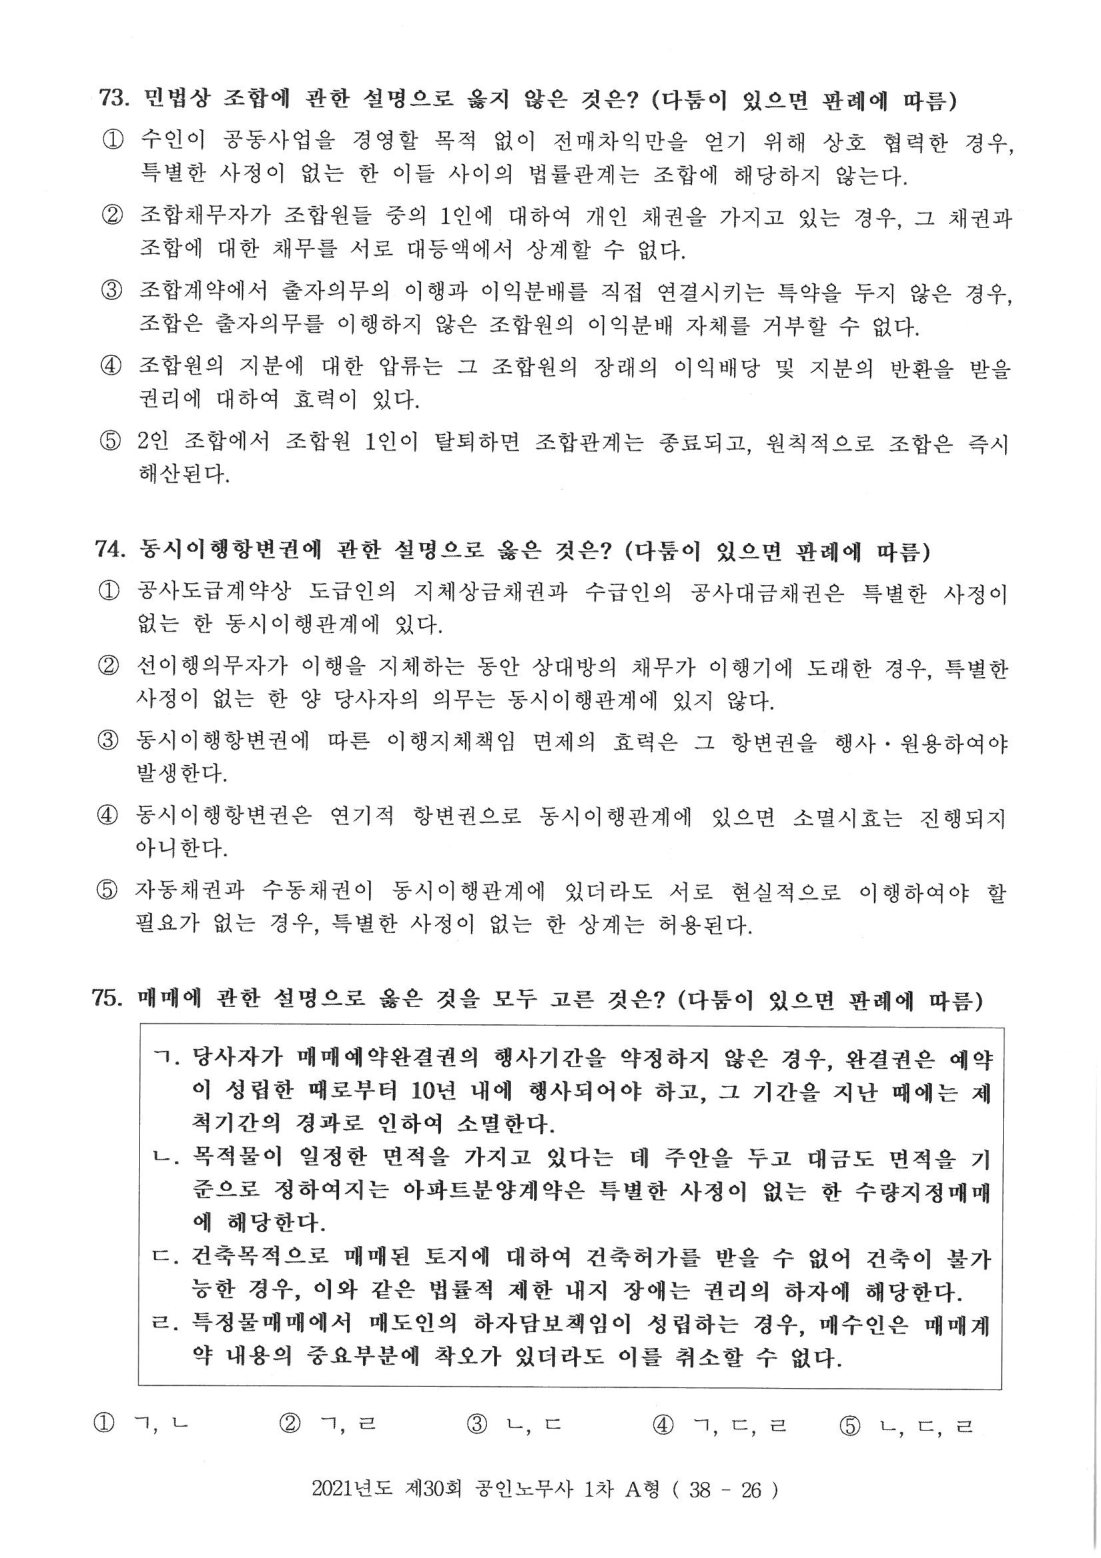 73. 민법상 조합에 관한 설명으로 옳지 않은 것은? (다툼이 있으면 판례에 따름)
① 수인이 공동사업을 경영할 목적 없이 전매차익만을 얻기 위해 상호 협력한 경우,
특별한 사정이 없는 한 이들 사이의 법률관계는 조합에 해당하지 않는다.
② 조합채무자가 조합원들 중의 1인에 대하여 개인 채권을 가지고 있는 경우, 그 채권과
조합에 대한 채무를 서로 대등액에서 상계할 수 없다.
③ 조합계약에서 출자의무의 이행과 이익분배를 직접 연결시키는 특약을 두지 않은 경우,
조합은 출자의무를 이행하지 않은 조합원의 이익분배 자체를 거부할 수 없다.
④ 조합원의 지분에 대한 압류는 그 조합원의 장래의 이익배당 및 지분의 반환을 받을
권리에 대하여 효력이 있다.
⑤ 2인 조합에서 조합원 1인이 탈퇴하면 조합관계는 종료되고, 원칙적으로 조합은 즉시
해산된다.
74. 동시이행항변권에 관한 설명으로 옳은 것은? (다툼이 있으면 판례에 따름)
① 공사도급계약상 도급인의 지체상금채권과 수급인의 공사대금채권은 특별한 사정이
없는 한 동시이행관계에 있다.
② 선이행의무자가 이행을 지체하는 동안 상대방의 채무가 이행기에 도래한 경우, 특별한
사정이 없는 한 양 당사자의 의무는 동시이행관계에 있지 않다.
③ 동시이행항변권에 따른 이행지체책임 면제의 효력은 그 항변권을 행사·원용하여야
발생한다.
④ 동시이행항변권은 연기적 항변권으로 동시이행관계에 있으면 소멸시효는 진행되지
아니한다.
⑤ 자동채권과 수동채권이 동시이행관계에 있더라도 서로 현실적으로 이행하여야 할
필요가 없는 경우, 특별한 사정이 없는 한 상계는 허용된다.
75. 매매에 관한 설명으로 옳은 것을 모두 고른 것은? (다툼이 있으면 판례에 따름)
ㄱ. 당사자가 매매예약완결권의 행사기간을 약정하지 않은 경우, 완결권은 예약
이 성립한 때로부터 10년 내에 행사되어야 하고, 그 기간을 지난 때에는 제
척기간의 경과로 인하여 소멸한다.
ㄴ. 목적물이 일정한 면적을 가지고 있다는 데 주안을 두고 대금도 면적을 기
준으로 정하여지는 아파트분양계약은 특별한 사정이 없는 한 수량지정매매
에 해당한다.
ㄷ. 건축목적으로 매매된 토지에 대하여 건축허가를 받을 수 없어 건축이 불가
능한 경우, 이와 같은 법률적 제한 내지 장애는 권리의 하자에 해당한다.
ㄹ. 특정물매매에서 매도인의 하자담보책임이 성립하는 경우, 매수인은 매매계
약 내용의 중요부분에 착오가 있더라도 이를 취소할 수 없다.
① ㄱ, ㄴ ② ㄱ, ㄹ ③ ㄴ, ㄷ ④ ㄱ, ㄷ, ㄹ ⑤ ㄴ, ㄷ, ㄹ
2021년도 제30회 공인노무사 1차 A형 ( 38 - 26 )